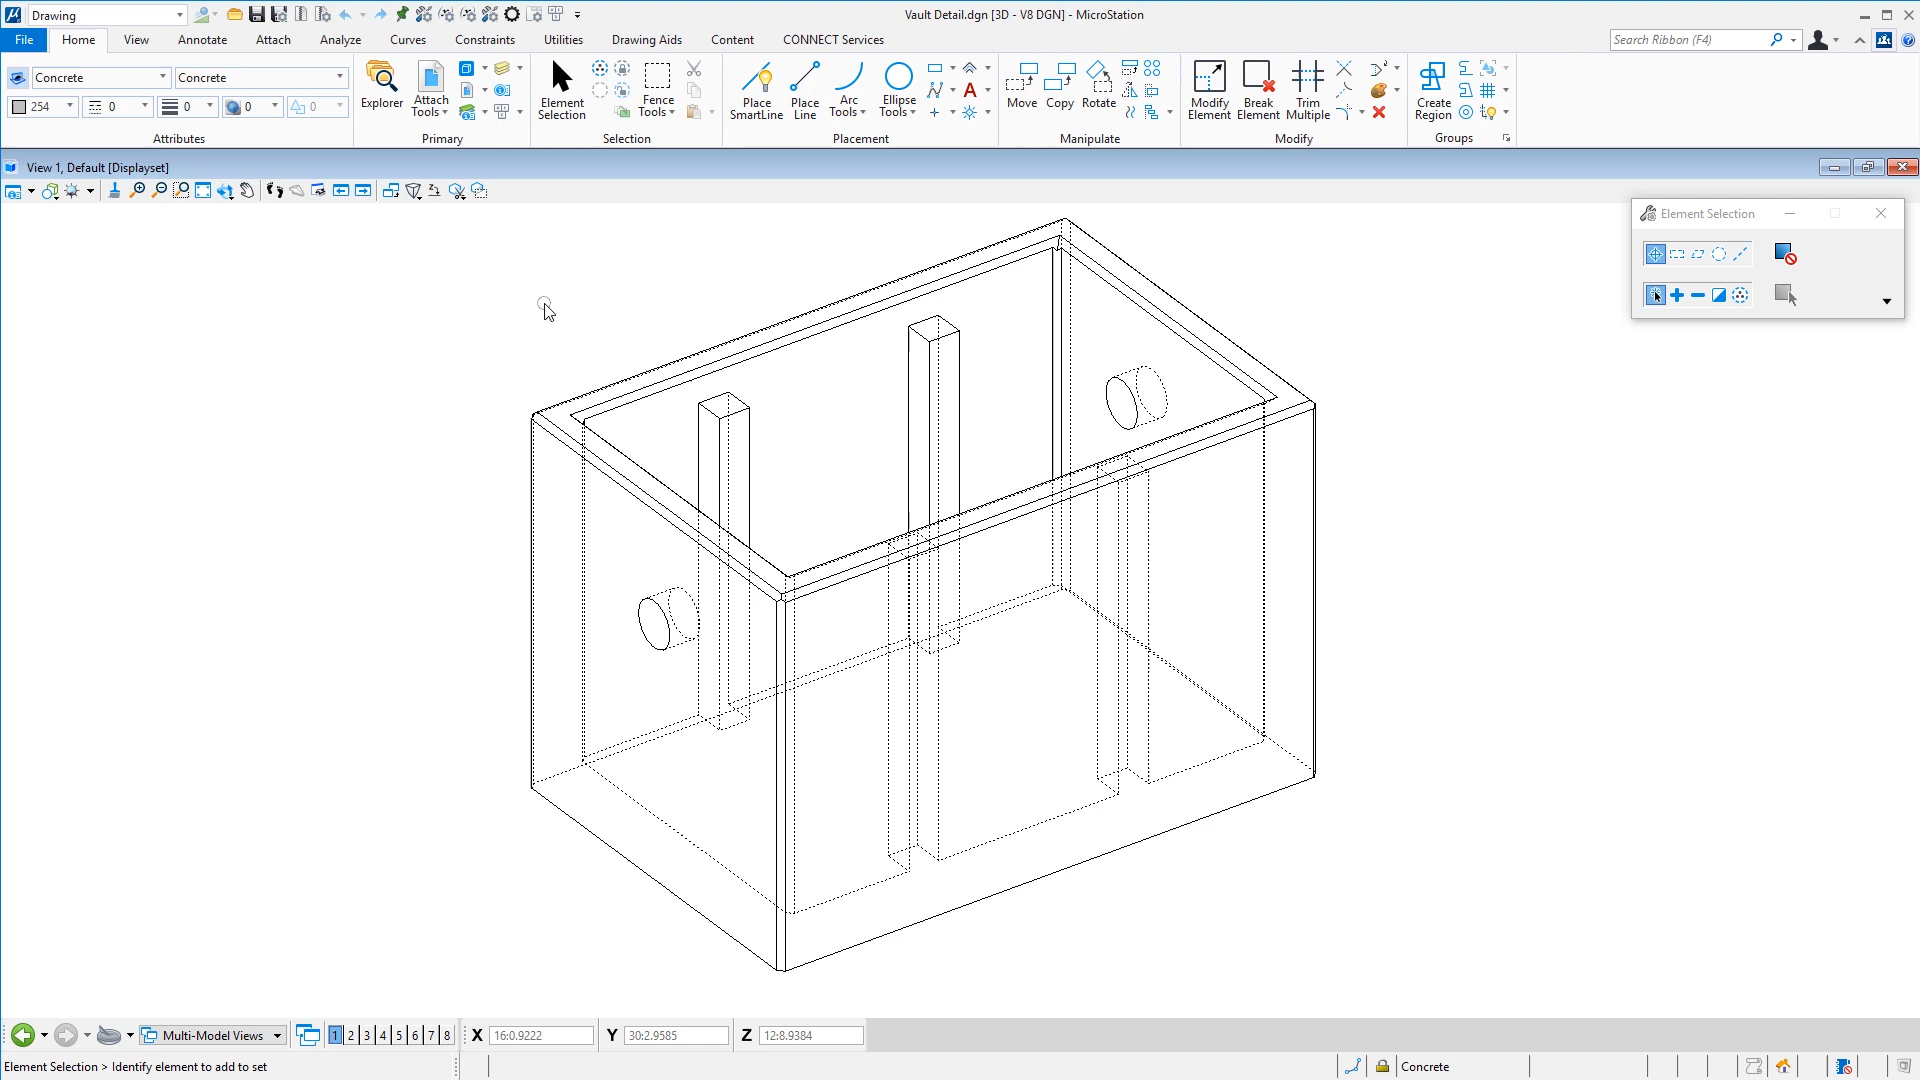 Drawing
Vault Detail.dgn [3D - V8 DGN] - MicroStation
File Home View Annotate Attach Analyze Curves Constraints Utilities Drawing Aids Content CONNECT Services
Search Ribbon (F4)
Concrete Concrete
254 0 0 0 0
Attributes
Explorer
Attach Tools
Primary
Element Selection
Fence Tools
Selection
Place SmartLine
Place Line
Arc Tools
Ellipse Tools
Placement
Move Copy Rotate
Manipulate
Modify Element
Break Element
Trim Multiple
Modify
Create Region
Groups
View 1, Default [Displayset]
Element Selection
Multi-Model Views 1 2 3 4 5 6 7 8 X 16:0.9222 Y 30:2.9585 Z 12:8.9384
Element Selection > Identify element to add to set
Concrete